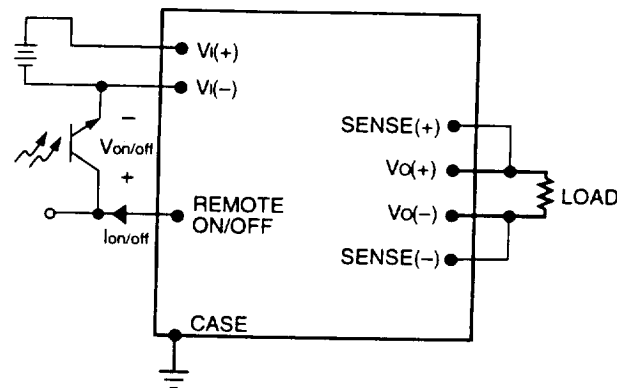 VI(+)
VI(−)
−
Von/off
+
REMOTE
ON/OFF
Ion/off
CASE
SENSE(+)
VO(+)
VO(−)
SENSE(−)
LOAD